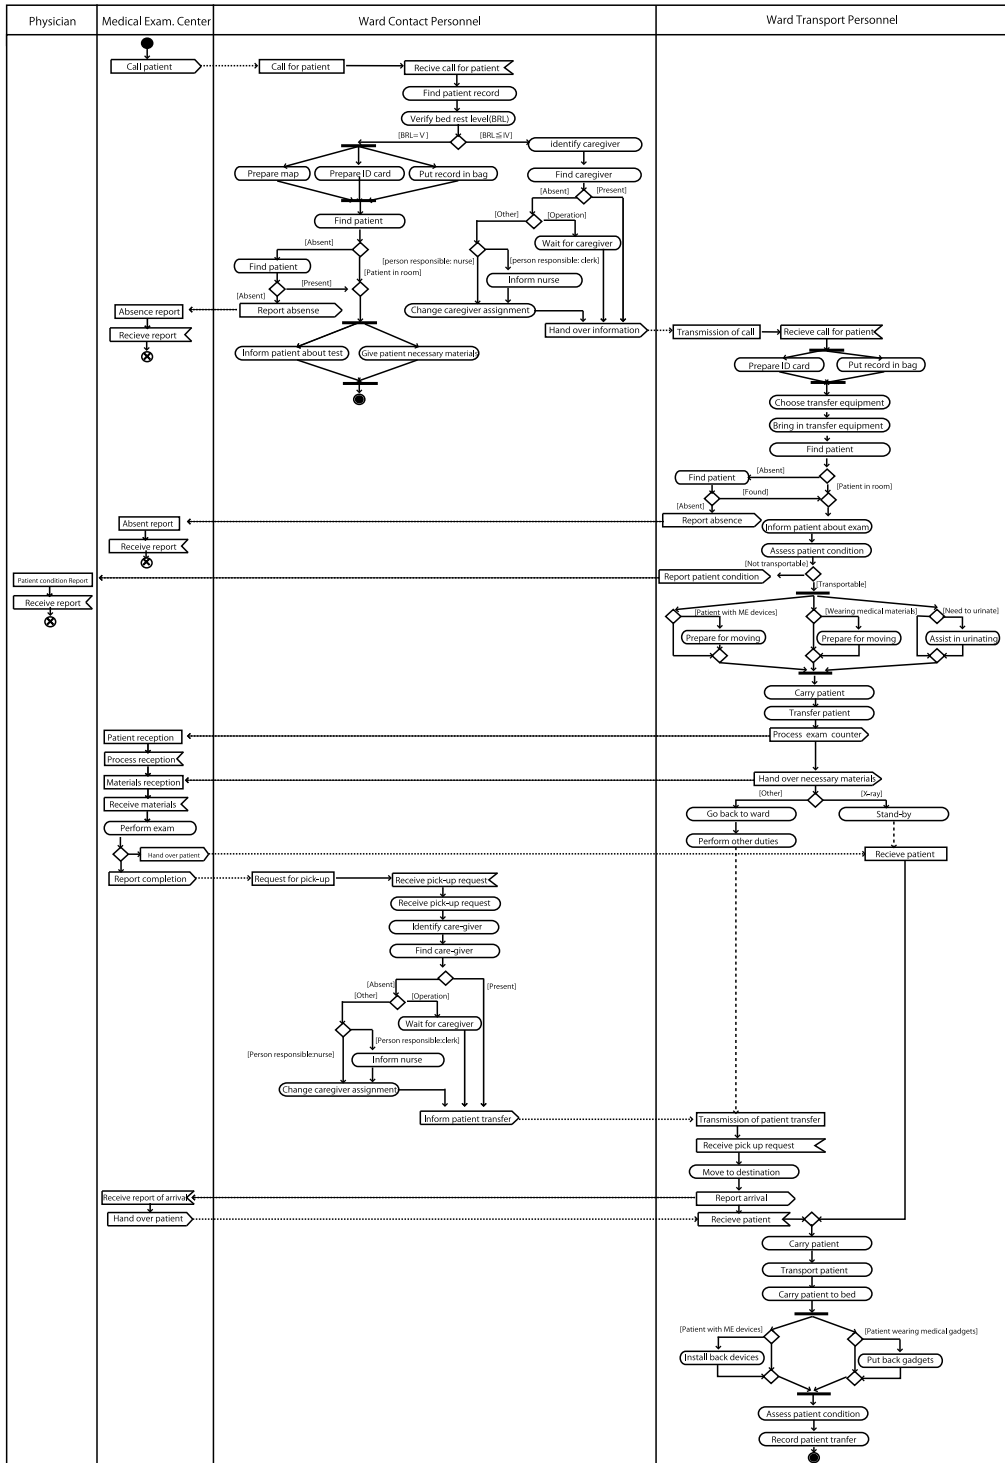 Physician
Medical Exam. Center
Ward Contact Personnel
Ward Transport Personnel
Call patient
Call for patient
Recive call for patient
Find patient record
Verify bed rest level(BRL)
[BRL=V]
[BRL≦IV]
identify caregiver
Prepare map
Prepare ID card
Put record in bag
Find caregiver
[Absent]
[Present]
Find patient
[Other]
[Operation]
Wait for caregiver
[Absent]
Find patient
[Patient in room]
[person responsible: nurse]
[person responsible: clerk]
Inform nurse
[Present]
[Absent]
Report absense
Change caregiver assignment
Absence report
Recieve report
Hand over information
Transmission of call
Recieve call for patient
Inform patient about test
Give patient necessary materials
Prepare ID card
Put record in bag
Choose transfer equipment
Bring in transfer equipment
Find patient
[Absent]
Find patient
[Patient in room]
[Found]
[Absent]
Absent report
Report absence
Inform patient about exam
Receive report
Assess patient condition
[Not transportable]
Patient condition Report
Report patient condition
[Transportable]
Receive report
[Patient with ME devices]
[Wearing medical materials]
[Need to urinate]
Prepare for moving
Prepare for moving
Assist in urinating
Carry patient
Transfer patient
Patient reception
Process exam counter
Process reception
Materials reception
Hand over necessary materials
[Other]
[X-ray]
Receive materials
Go back to ward
Stand-by
Perform exam
Perform other duties
Hand over patient
Recieve patient
Report completion
Request for pick-up
Receive pick-up request
Receive pick-up request
Identify care-giver
Find care-giver
[Absent]
[Present]
[Other]
[Operation]
Wait for caregiver
[Person responsible:clerk]
[Person responsible:nurse]
Inform nurse
Change caregiver assignment
Inform patient transfer
Transmission of patient transfer
Receive pick up request
Move to destination
Receive report of arrival
Report arrival
Hand over patient
Recieve patient
Carry patient
Transport patient
Carry patient to bed
[Patient with ME devices]
[Patient wearing medical gadgets]
Install back devices
Put back gadgets
Assess patient condition
Record patient tranfer